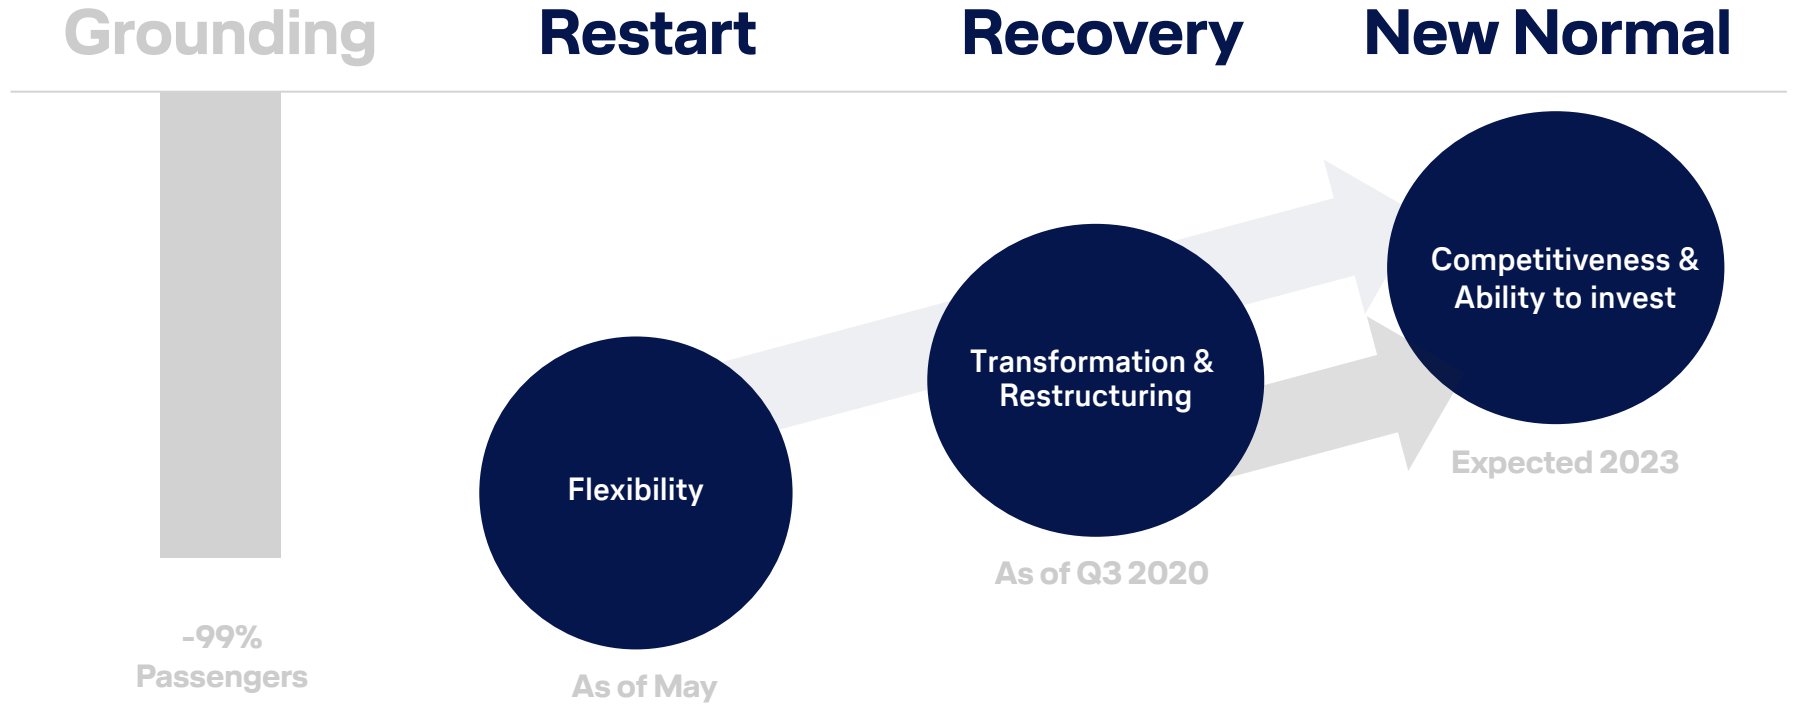 Grounding
Restart
Recovery
New Normal
Competitiveness &
Ability to invest
Transformation &
Restructuring
Flexibility
Expected 2023
As of Q3 2020
-99%
Passengers
As of May